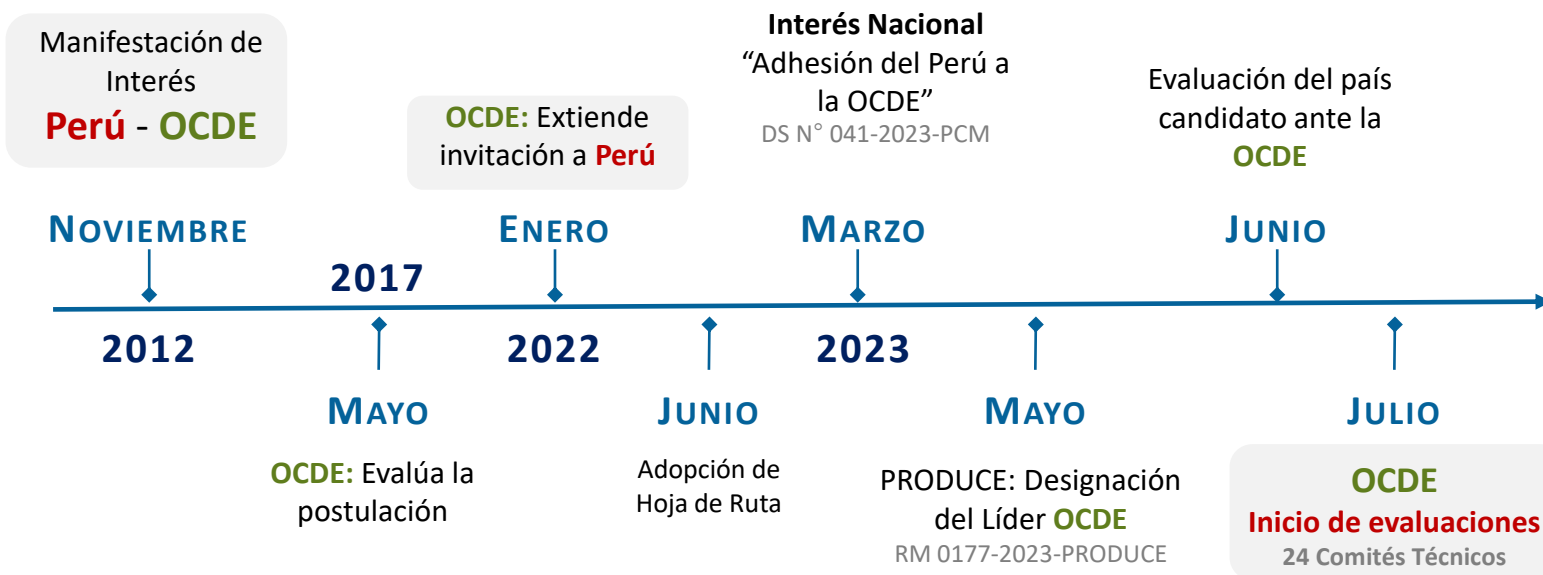 Manifestación de
Interés
Perú - OCDE
OCDE: Extiende
invitación a Perú
Interés Nacional
“Adhesión del Perú a
la OCDE”
DS N° 041-2023-PCM
Evaluación del país
candidato ante la
OCDE
NOVIEMBRE
ENERO
MARZO
JUNIO
2017
2012
2022
2023
MAYO
JUNIO
MAYO
JULIO
OCDE: Evalúa la
postulación
Adopción de
Hoja de Ruta
PRODUCE: Designación
del Líder OCDE
RM 0177-2023-PRODUCE
OCDE
Inicio de evaluaciones
24 Comités Técnicos